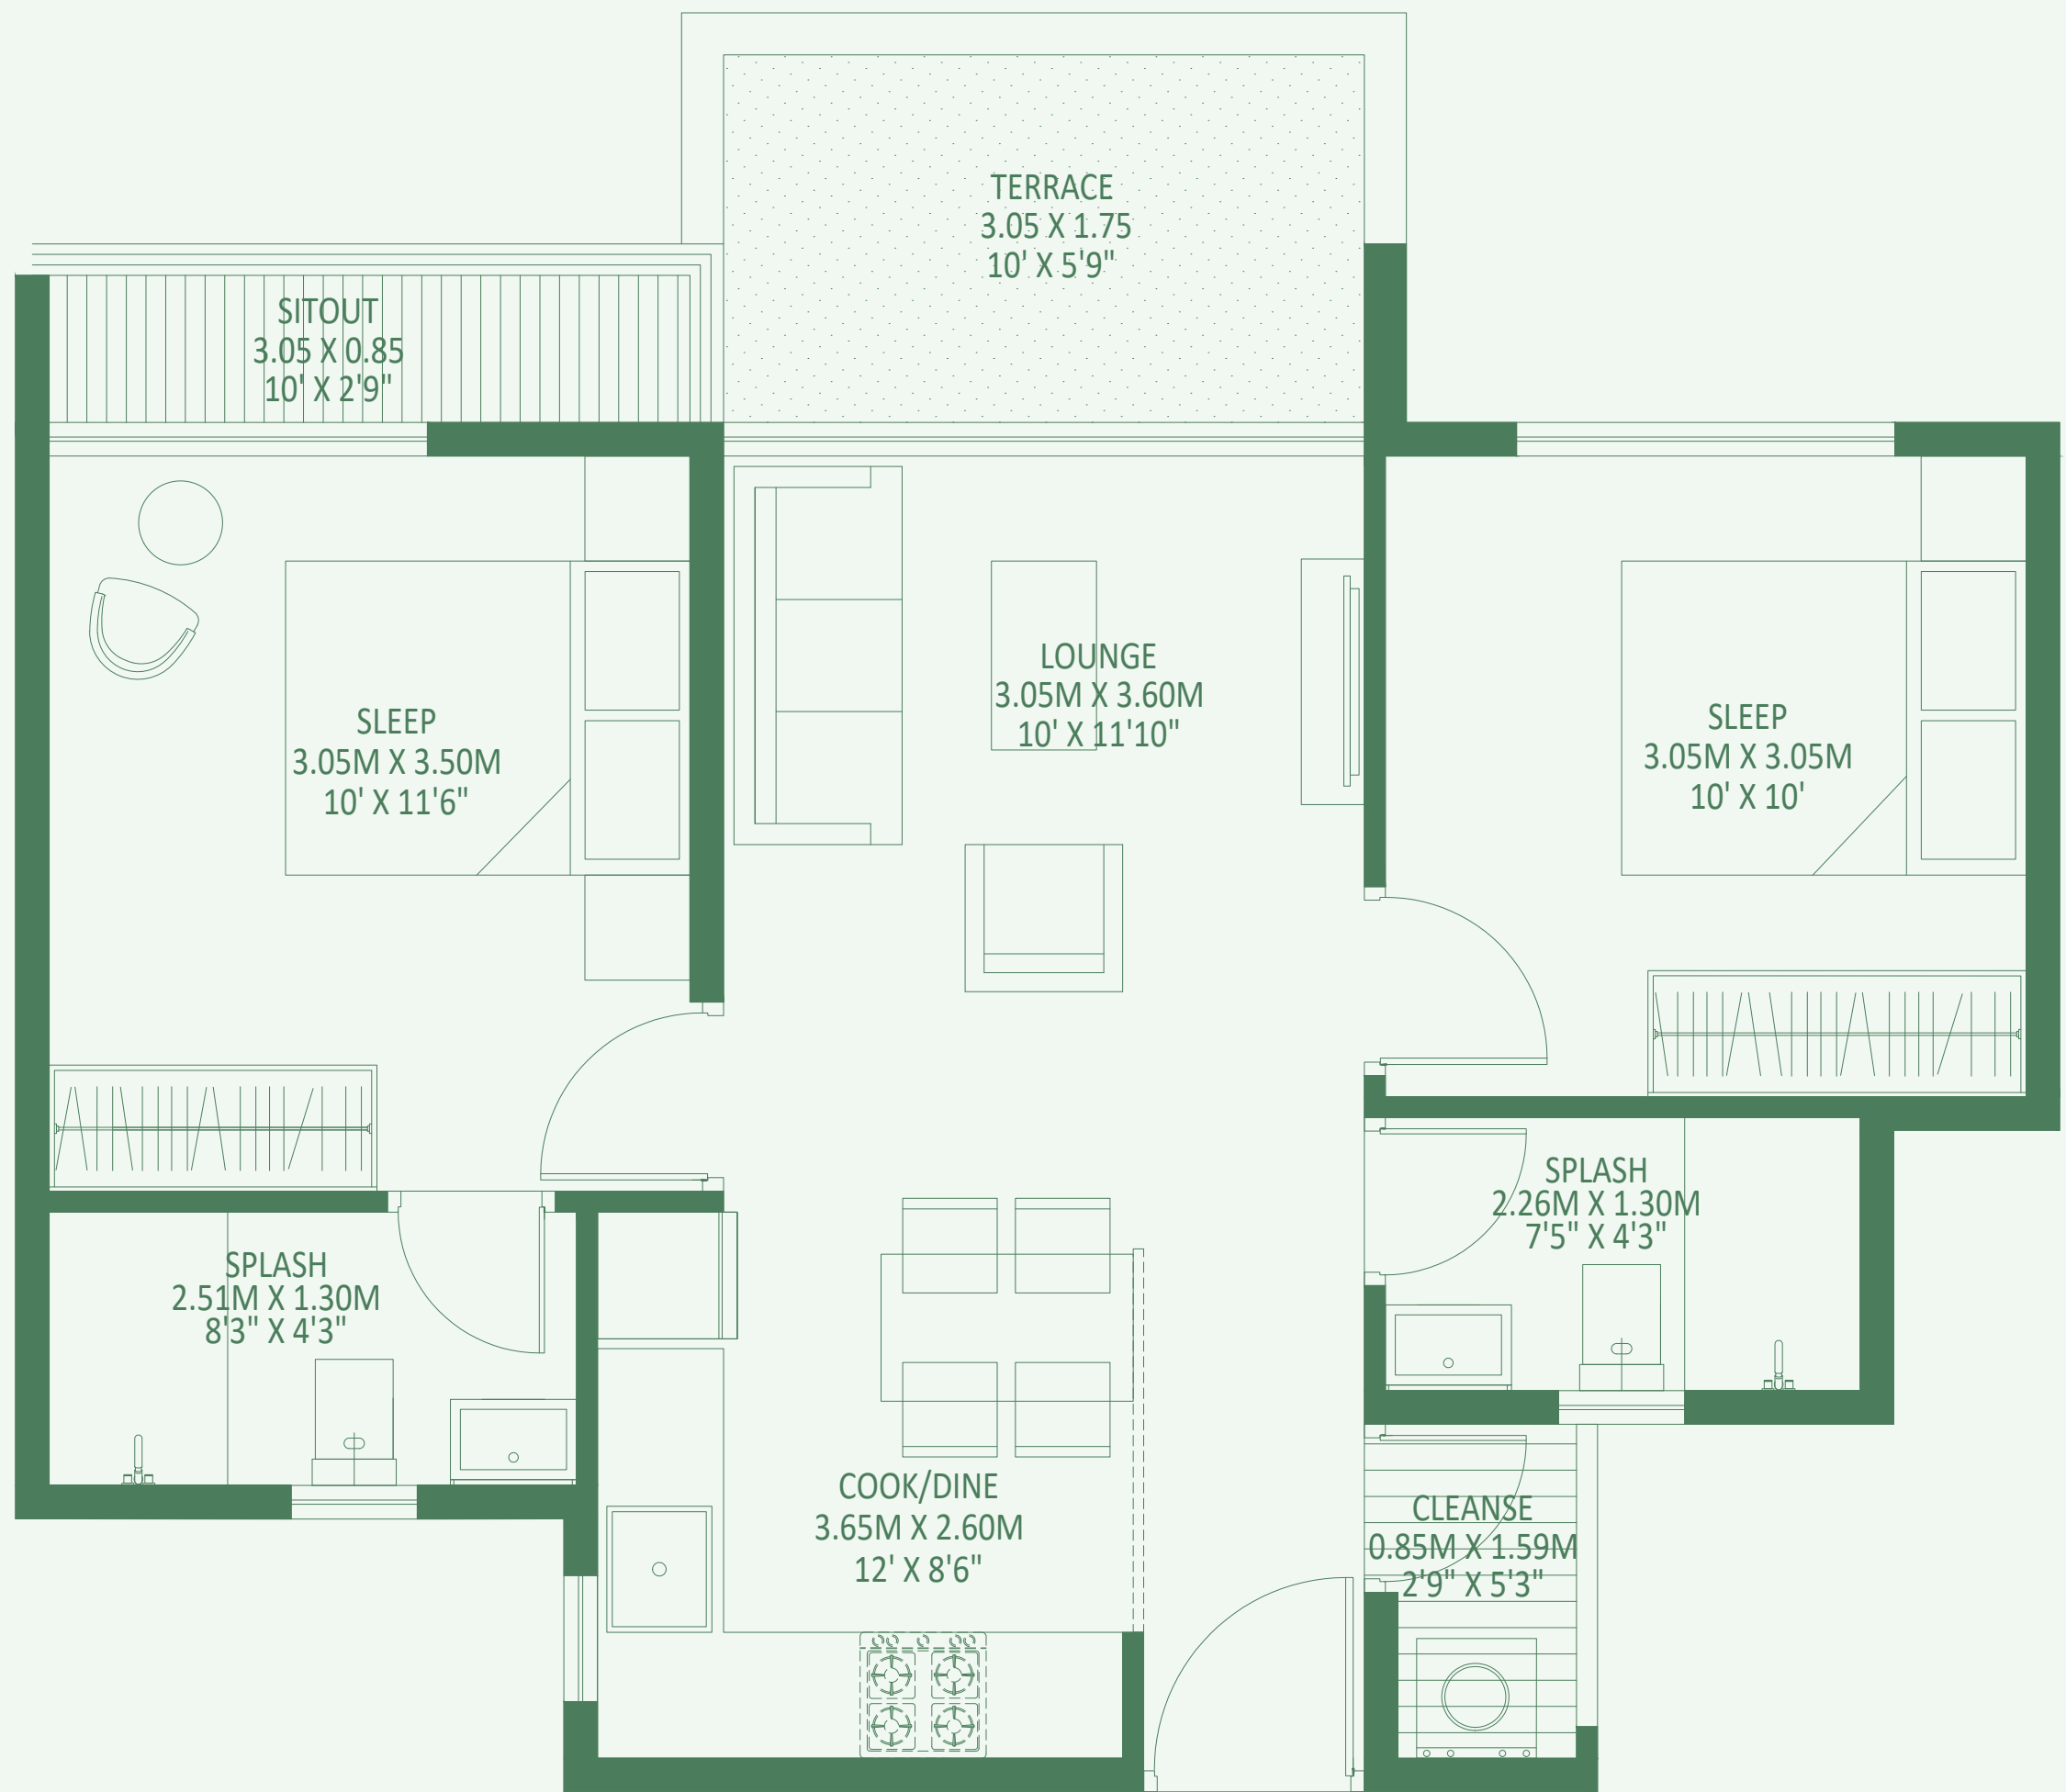 TERRACE
3.05 X 1.75
10' X 5'9"
SITOUT
3.05 X 0.85
10' X 2'9"
LOUNGE
3.05M X 3.60M
10' X 11'10"
SLEEP
3.05M X 3.50M
10' X 11'6"
SLEEP
3.05M X 3.05M
10' X 10'
SPLASH
2.26M X 1.30M
7'5" X 4'3"
SPLASH
2.51M X 1.30M
8'3" X 4'3"
COOK/DINE
3.65M X 2.60M
12' X 8'6"
CLEANSE
0.85M X 1.59M
2'9" X 5'3"